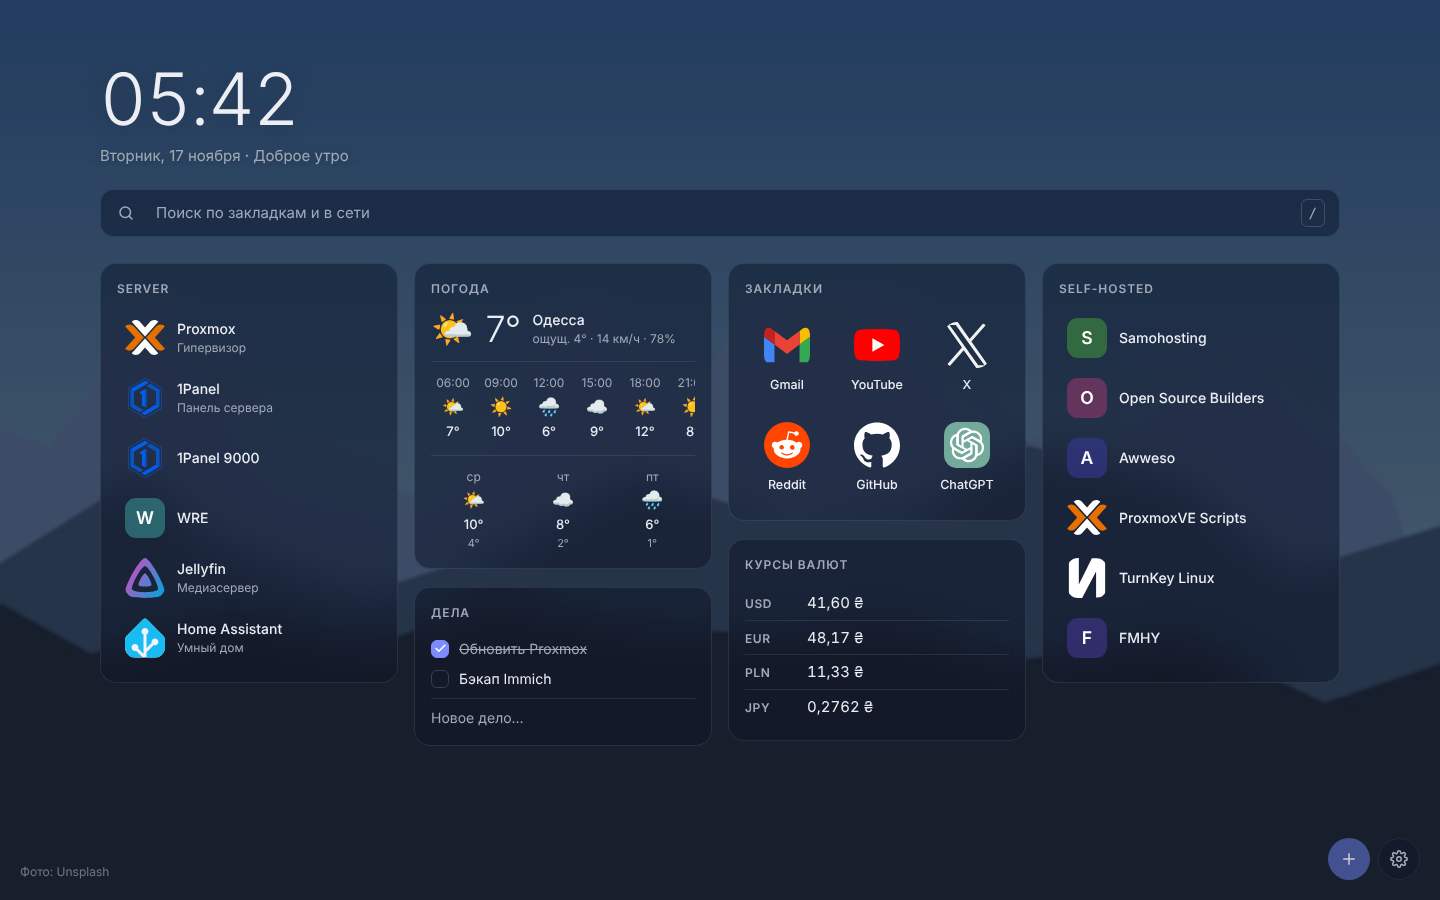 05:42
Вторник, 17 ноября · Доброе утро
Поиск по закладкам и в сети
/
SERVER
Proxmox
Гипервизор
1Panel
Панель сервера
1Panel 9000
W
WRE
Jellyfin
Медиасервер
Home Assistant
Умный дом
ПОГОДА
7°
Одесса
ощущ. 4° · 14 км/ч · 78%
06:00 09:00 12:00 15:00 18:00
7° 10° 6° 9° 12° 8
ср чт пт
10° 8° 6°
4° 2° 1°
ДЕЛА
Обновить Proxmox
Бэкап Immich
Новое дело...
ЗАКЛАДКИ
Gmail YouTube X
Reddit GitHub ChatGPT
КУРСЫ ВАЛЮТ
USD 41,60 ₴
EUR 48,17 ₴
PLN 11,33 ₴
JPY 0,2762 ₴
SELF-HOSTED
S
Samohosting
O
Open Source Builders
A
Awweso
ProxmoxVE Scripts
TurnKey Linux
F
FMHY
Фото: Unsplash